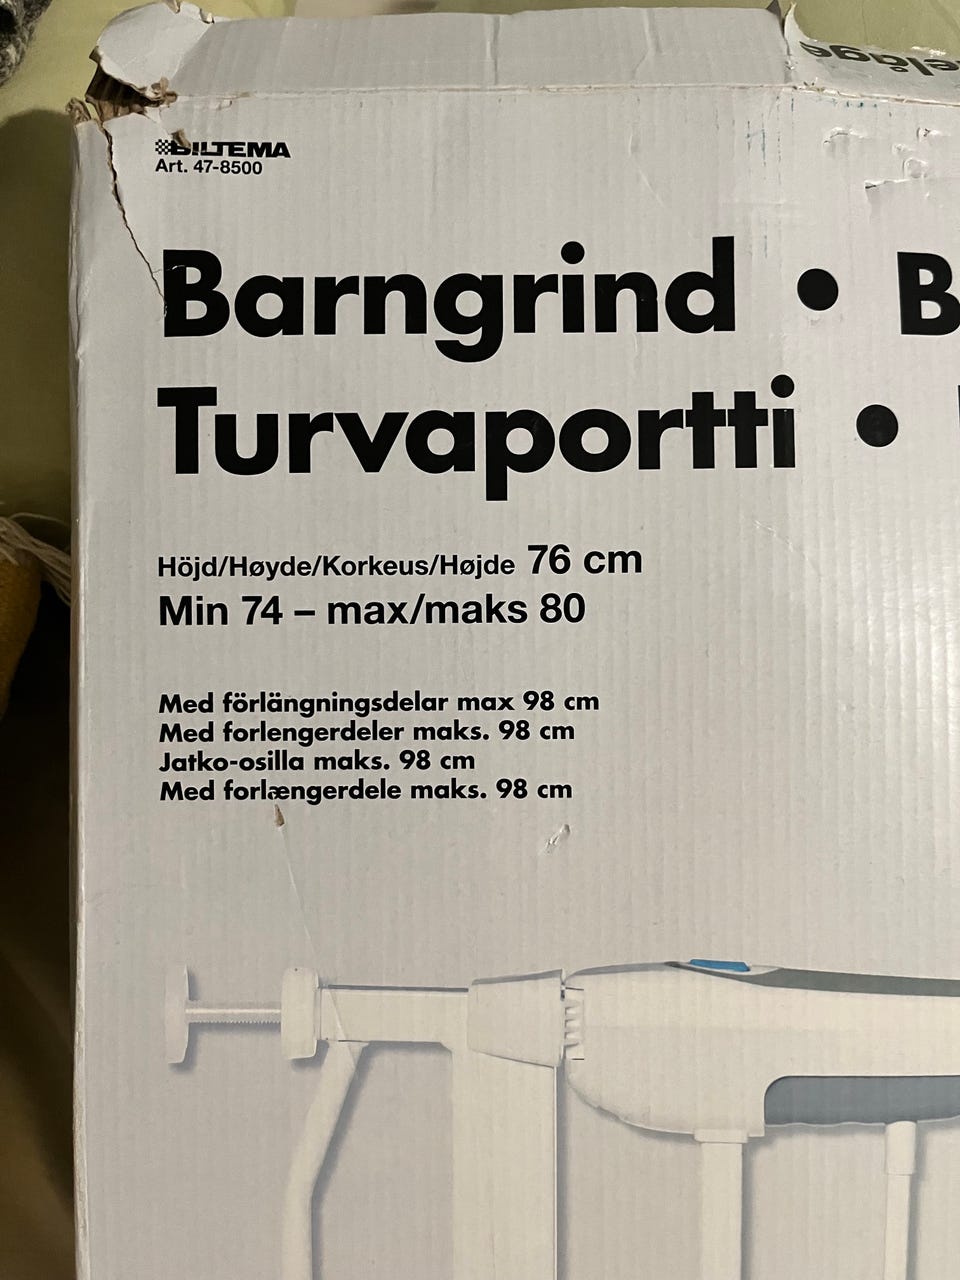 BILTEMA
Art. 47-8500
Barngrind • B
Turvaportti •
Höjd/Høyde/Korkeus/Højde 76 cm
Min 74 – max/maks 80
Med förlängningsdelar max 98 cm
Med forlengerdeler maks. 98 cm
Jatko-osilla maks. 98 cm
Med forlængerdele maks. 98 cm